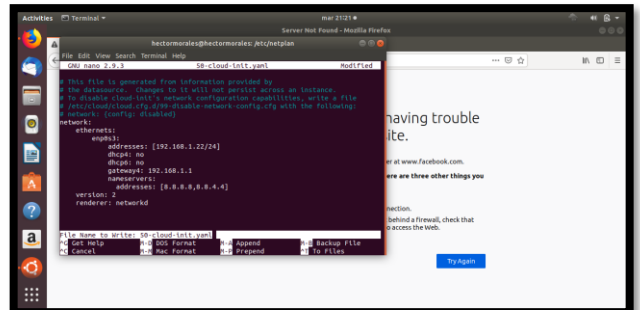 Activities Terminal mar 21:21
Server Not Found - Mozilla Firefox
hectormorales@hectormorales: /etc/netplan
File Edit View Search Terminal Help
GNU nano 2.9.3 50-cloud-init.yaml Modified
# This file is generated from information provided by
# the datasource. Changes to it will not persist across an instance.
# To disable cloud-init's network configuration capabilities, write a file
# /etc/cloud/cloud.cfg.d/99-disable-network-config.cfg with the following:
# network: {config: disabled}
network:
ethernets:
enp0s3:
addresses: [192.168.1.22/24]
dhcp4: no
dhcp6: no
gateway4: 192.168.1.1
nameservers:
addresses: [8.8.8.8,8.8.4.4]
version: 2
renderer: networkd
File Name to Write: 50-cloud-init.yaml
^G Get Help M-D DOS Format M-A Append M-B Backup File
^C Cancel M-M Mac Format M-P Prepend ^T To Files
having trouble
ite.
er at www.facebook.com.
ere are three other things you
nection.
behind a firewall, check that
o access the Web.
Try Again